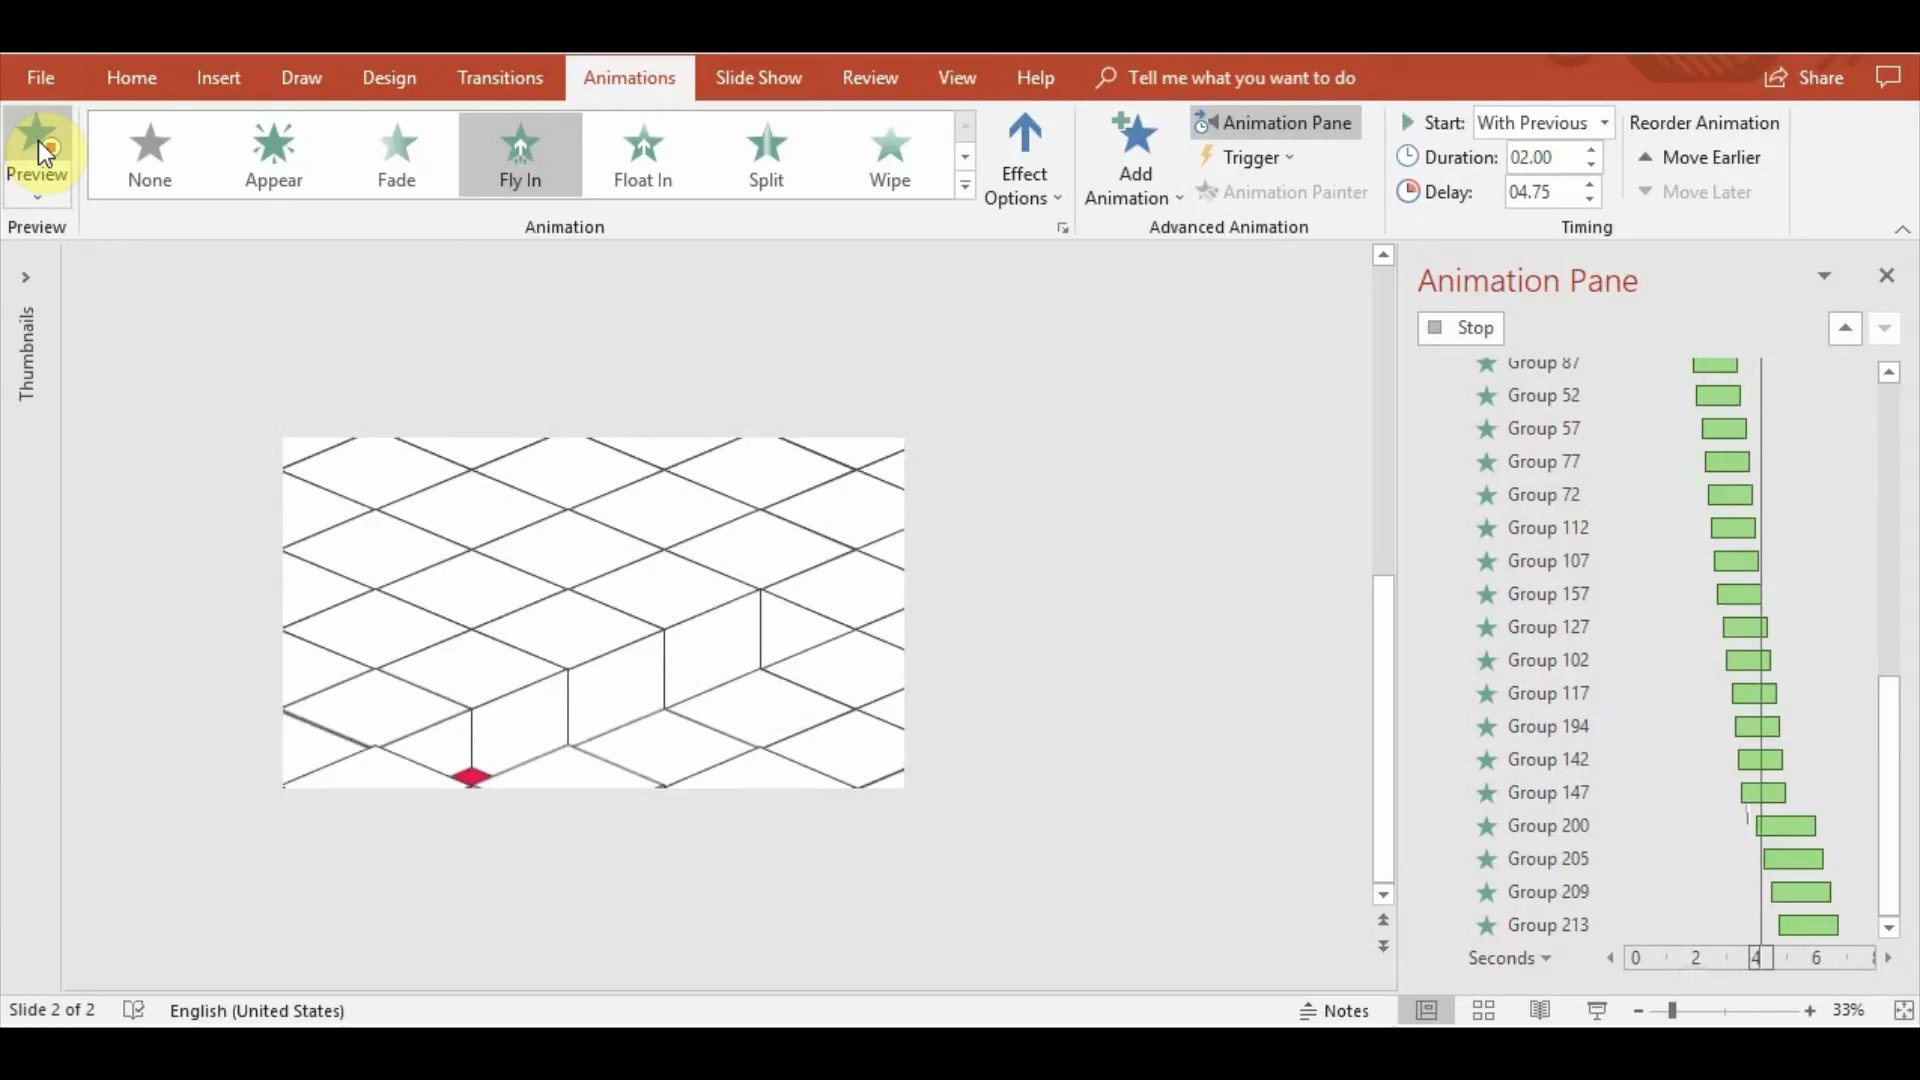 File Home Insert Draw Design Transitions Animations Slide Show Review View Help Tell me what you want to do Share
Preview
None Appear Fade Fly In Float In Split Wipe
Effect Options
Add Animation
Animation Pane
Trigger
Animation Painter
Start: With Previous
Duration: 02.00
Delay: 04.75
Reorder Animation
Move Earlier
Move Later
Preview Animation Advanced Animation Timing
Thumbnails
Animation Pane
Stop
Group 87
Group 52
Group 57
Group 77
Group 72
Group 112
Group 107
Group 157
Group 127
Group 102
Group 117
Group 194
Group 142
Group 147
Group 200
Group 205
Group 209
Group 213
Seconds 0 2 4 6
Slide 2 of 2 English (United States) Notes 33%